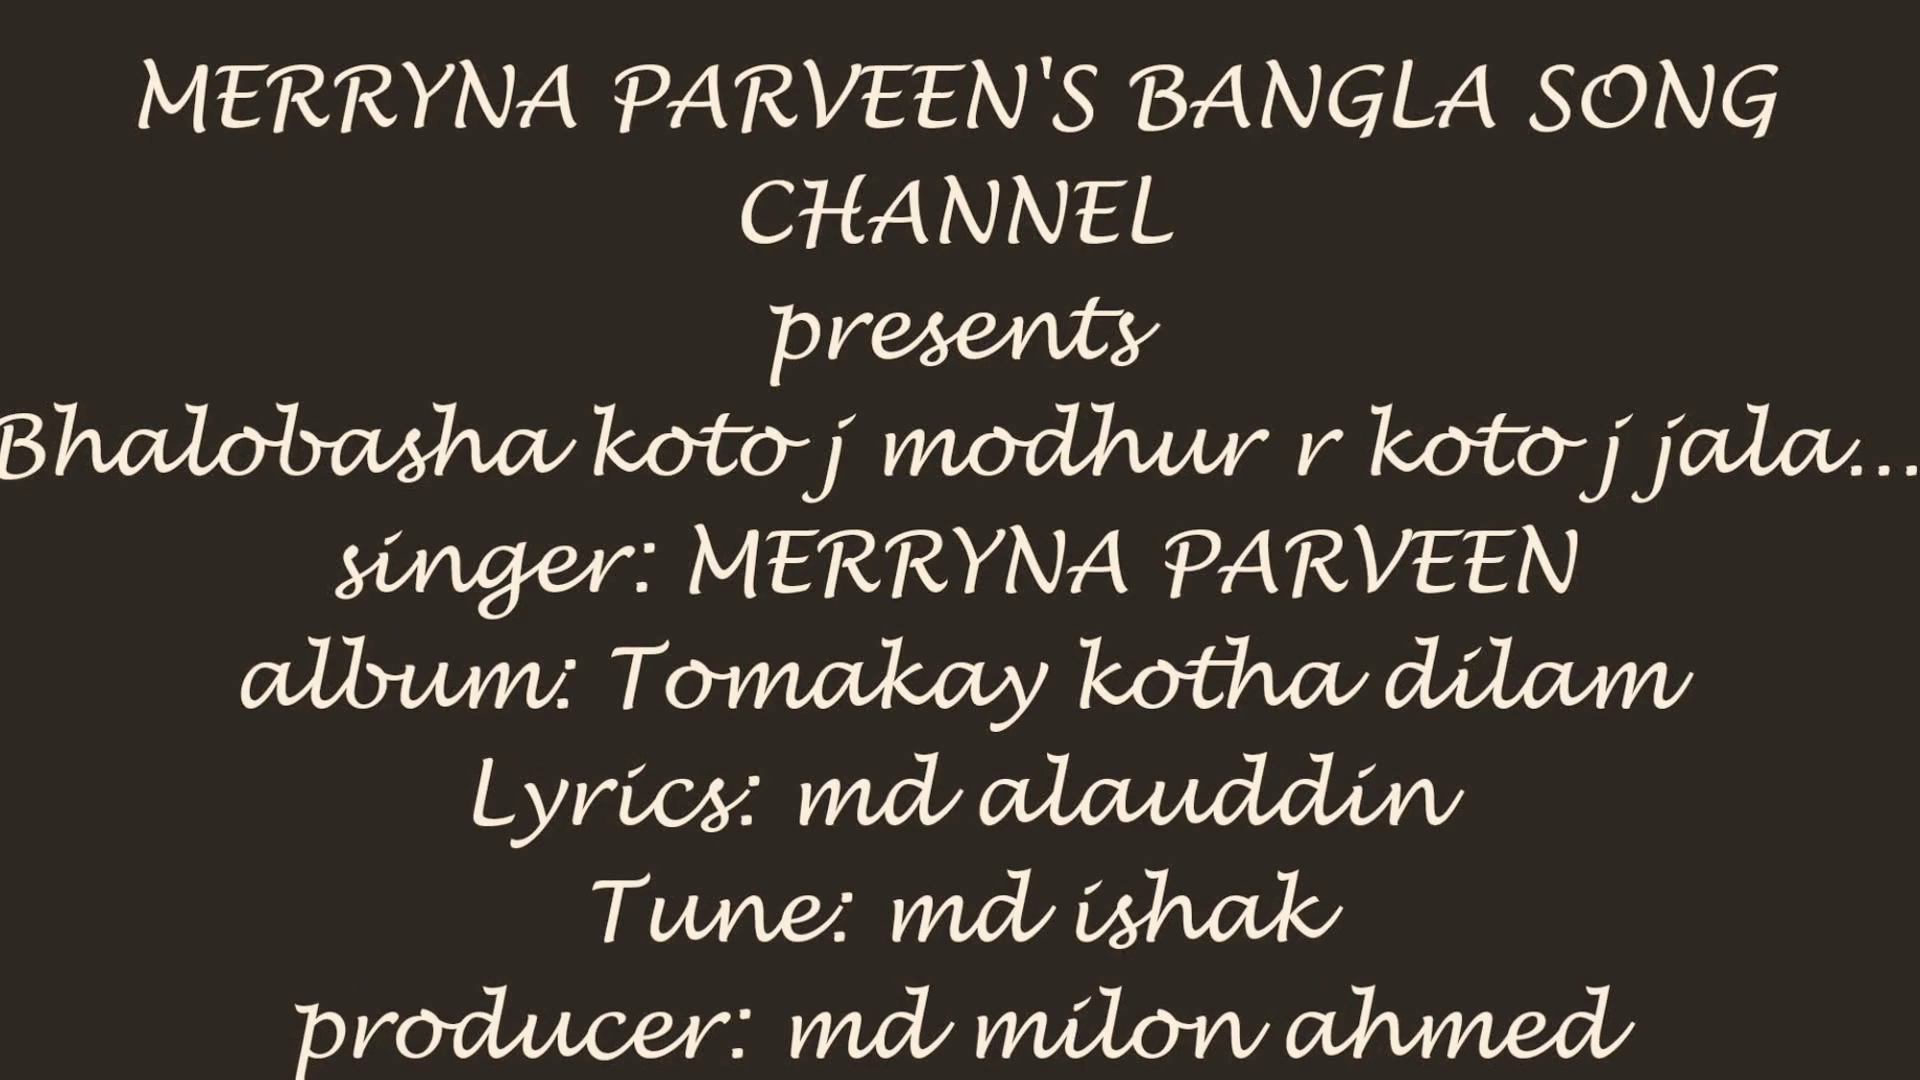 MERRYNA PARVEEN'S BANGLA SONG
CHANNEL
presents
Bhalobasha koto j modhur r koto j jala...
singer: MERRYNA PARVEEN
album: Tomakay kotha dilam
Lyrics: md alauddin
Tune: md ishak
producer: md milon ahmed